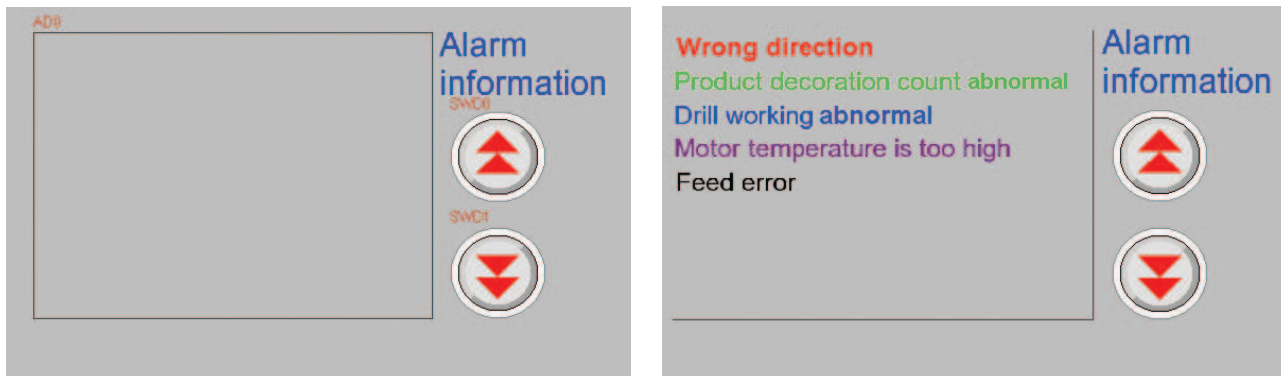 AD0
Alarm
information
SWD0
SWD1
Wrong direction
Product decoration count abnormal
Drill working abnormal
Motor temperature is too high
Feed error
Alarm
information